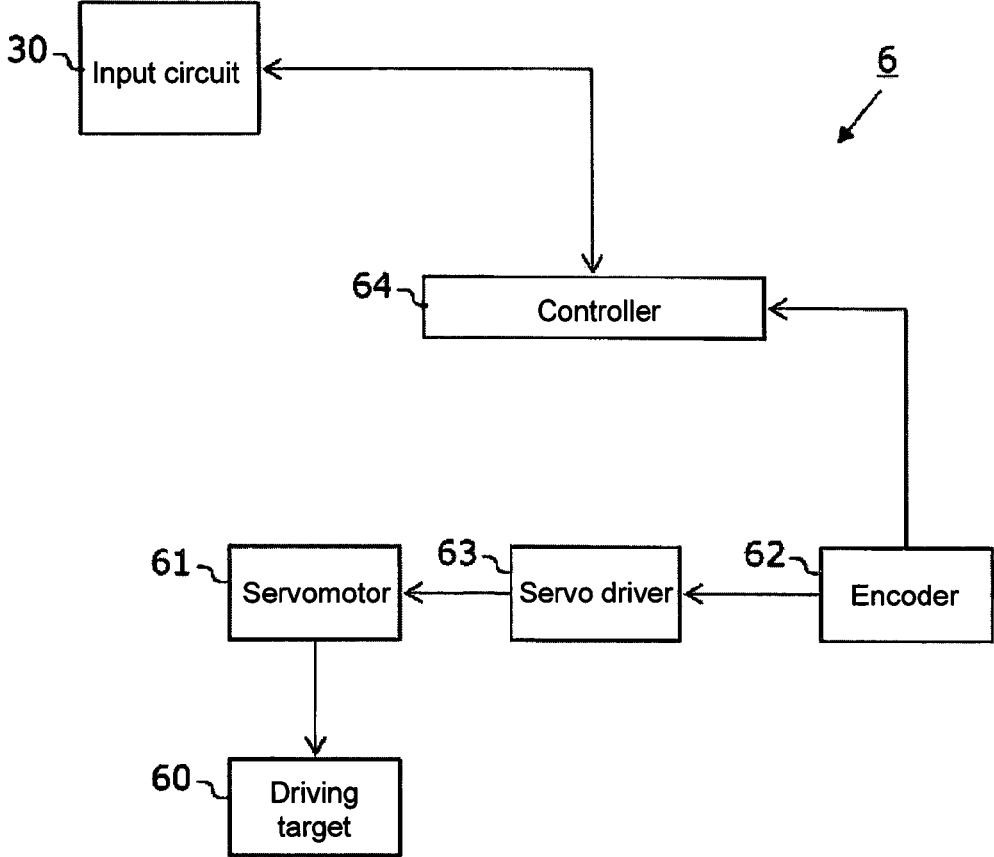 30
Input circuit
6
64
Controller
61
Servomotor
63
Servo driver
62
Encoder
60
Driving
target